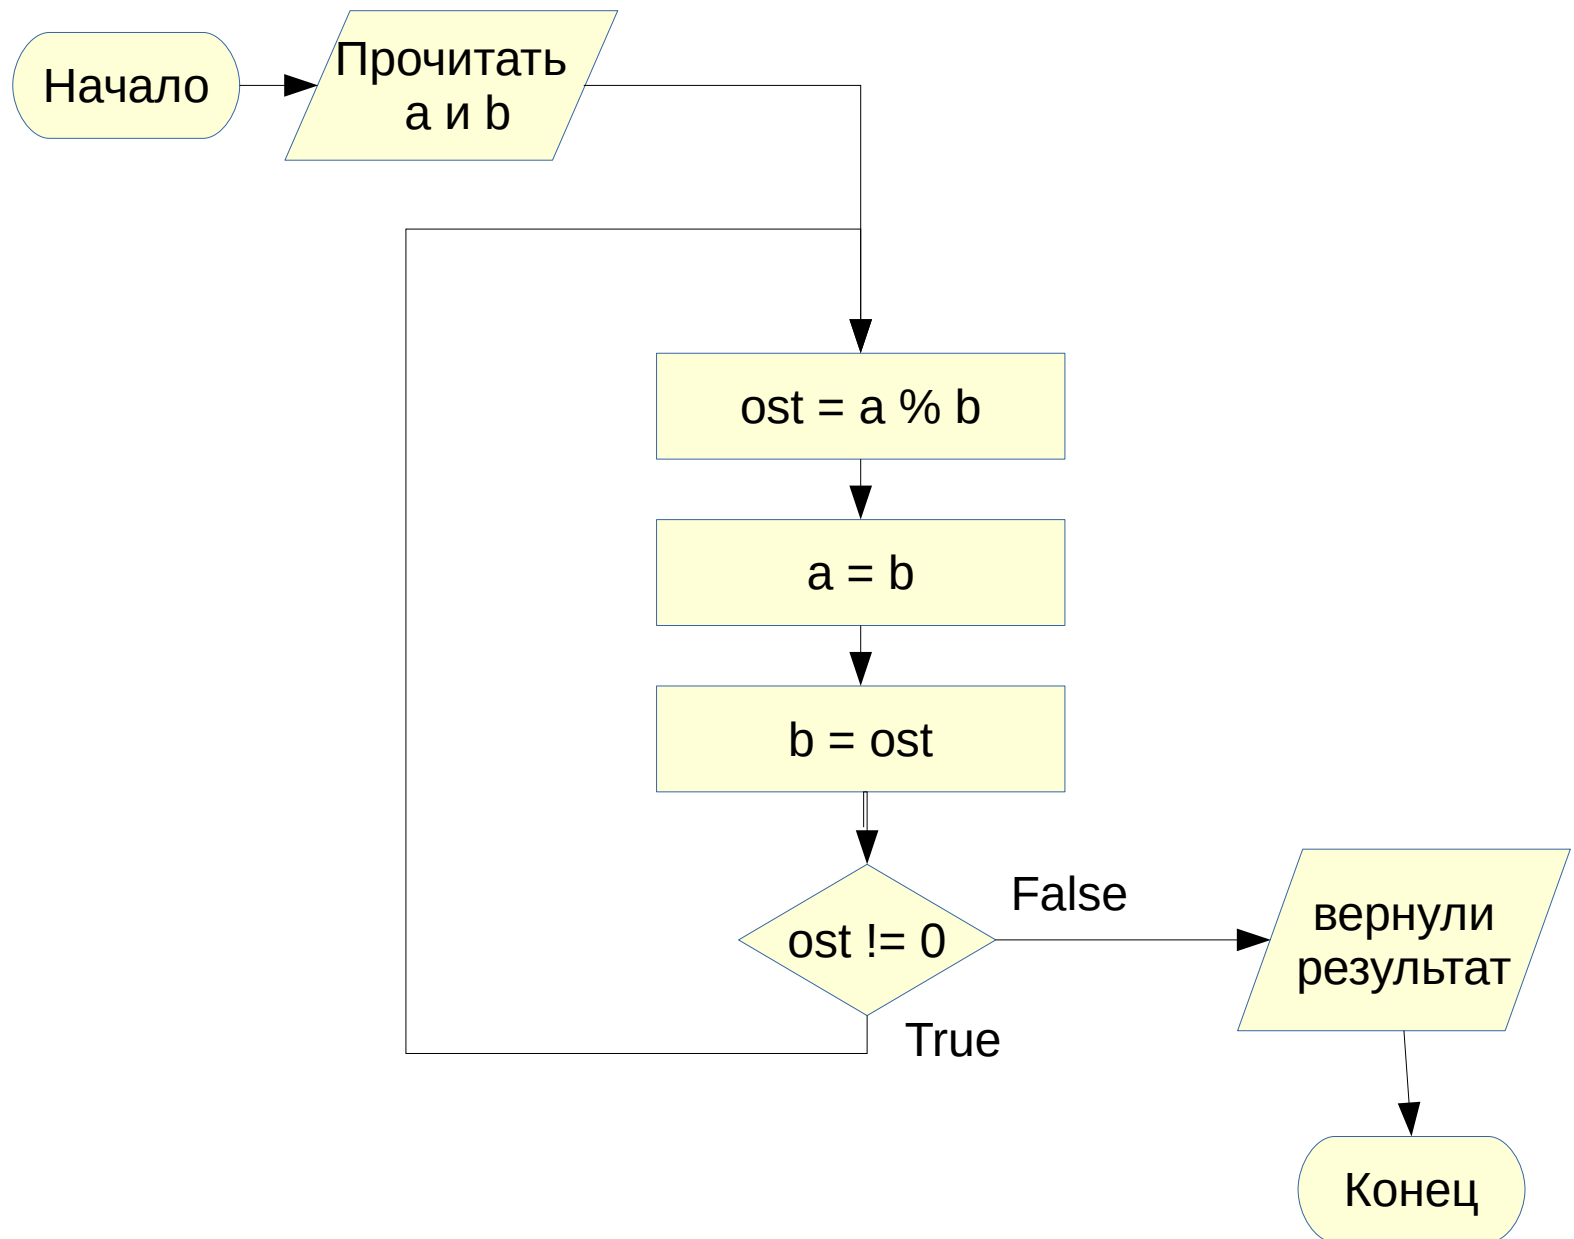 Начало
Прочитать
a и b
ost = a % b
a = b
b = ost
ost != 0
False
True
вернули
результат
Конец